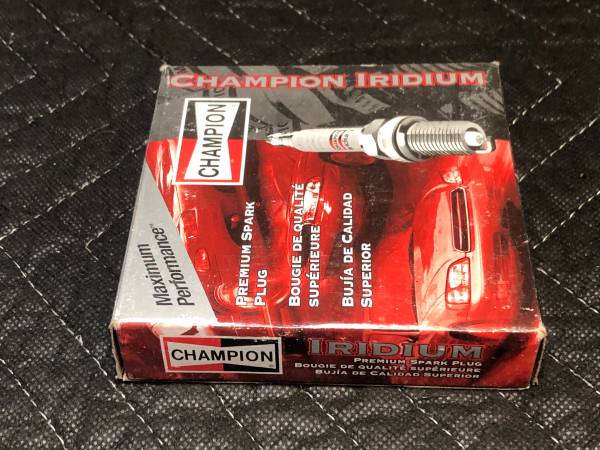 CHAMPION IRIDIUM
CHAMPION
Maximum
Performance™
PREMIUM SPARK
PLUG
BOUGIE DE QUALITÉ
SUPÉRIEURE
BUJÍA DE CALIDAD
SUPERIOR
CHAMPION®
IRIDIUM
PREMIUM SPARK PLUG
BOUGIE DE QUALITÉ SUPÉRIEURE
BUJÍA DE CALIDAD SUPERIOR